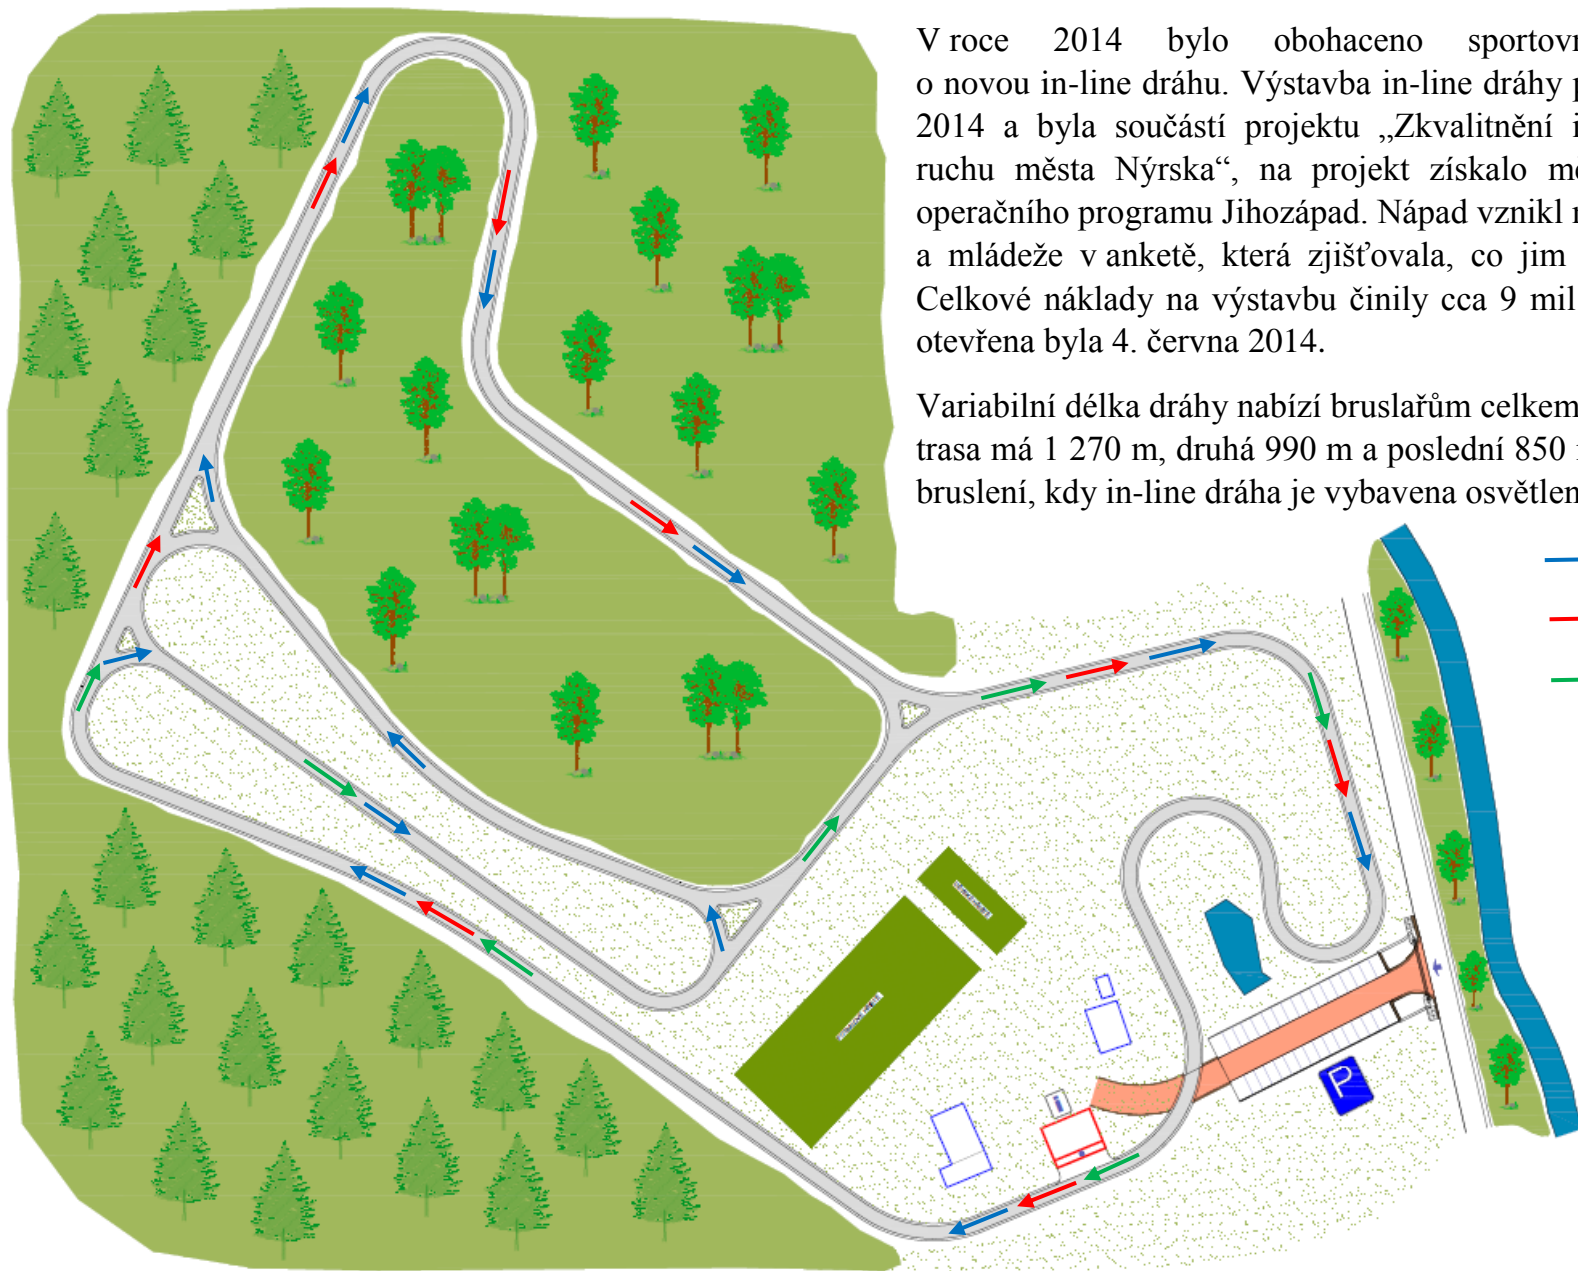 V roce 2014 bylo obohaceno sportovn
o novou in-line dráhu. Výstavba in-line dráhy p
2014 a byla součástí projektu „Zkvalitnění i
ruchu města Nýrska“, na projekt získalo m
operačního programu Jihozápad. Nápad vznikl n
a mládeže v anketě, která zjišťovala, co jim
Celkové náklady na výstavbu činily cca 9 mil
otevřena byla 4. června 2014.
Variabilní délka dráhy nabízí bruslařům celkem
trasa má 1 270 m, druhá 990 m a poslední 850
bruslení, kdy in-line dráha je vybavena osvětlen
P